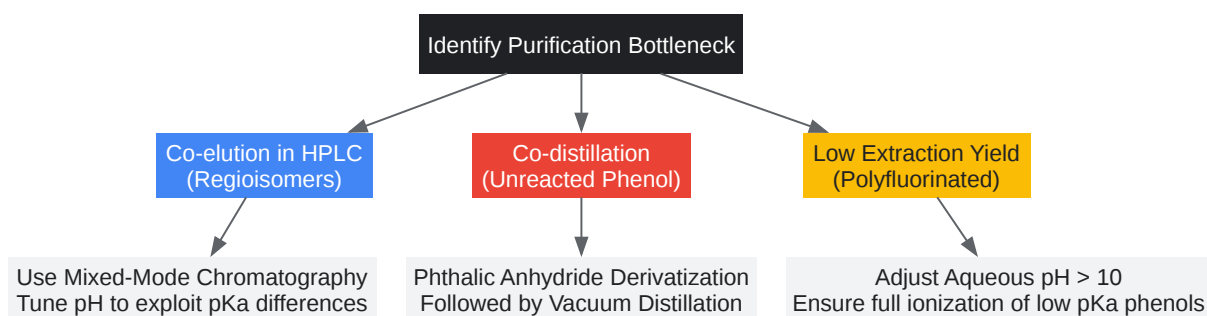 Identify Purification Bottleneck
Co-elution in HPLC
(Regioisomers)
Co-distillation
(Unreacted Phenol)
Low Extraction Yield
(Polyfluorinated)
Use Mixed-Mode Chromatography
Tune pH to exploit pKa differences
Phthalic Anhydride Derivatization
Followed by Vacuum Distillation
Adjust Aqueous pH > 10
Ensure full ionization of low pKa phenols